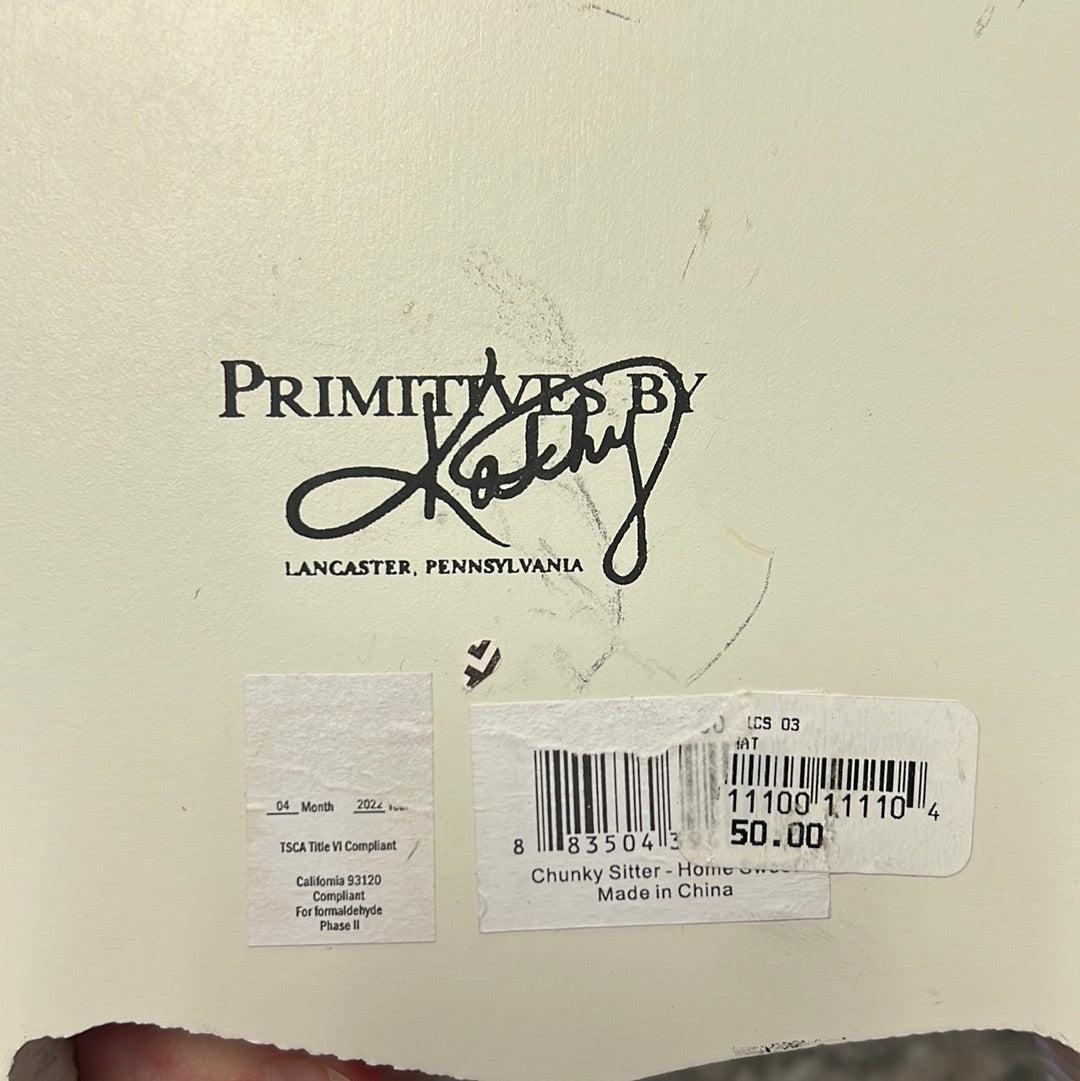 PRIMITIVES BY
Kathy
LANCASTER, PENNSYLVANIA
04 Month 2022
TSCA Title VI Compliant
California 93120
Compliant
For formaldehyde
Phase II
LCS 03
11100 11110 4
50.00
8 83504 3
Chunky Sitter - Home
Made in China